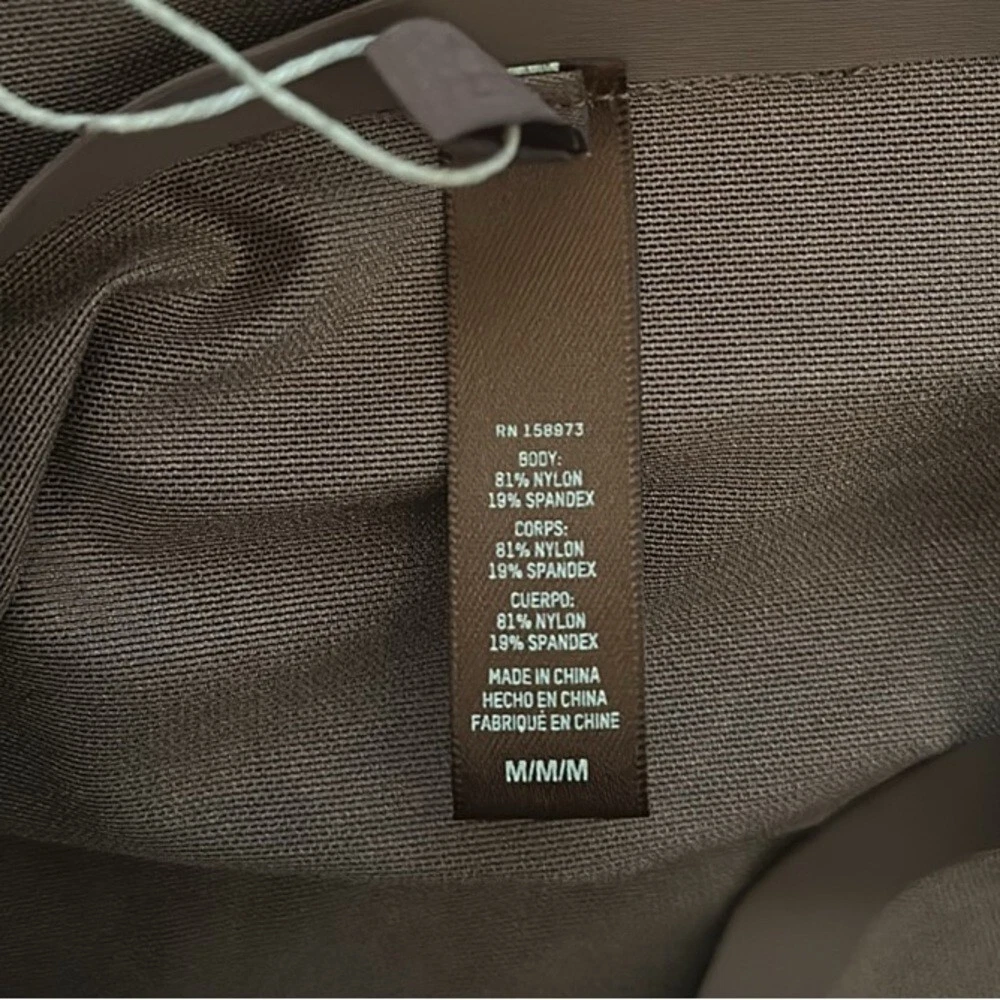 RN 158973
BODY:
81% NYLON
19% SPANDEX
CORPS:
81% NYLON
19% SPANDEX
CUERPO:
81% NYLON
19% SPANDEX
MADE IN CHINA
HECHO EN CHINA
FABRIQUÉ EN CHINE
M/M/M